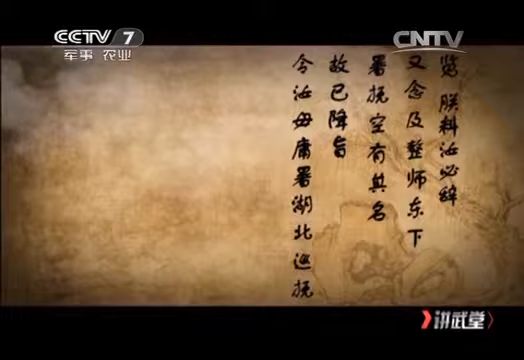 CCTV 7
军事 农业
CNTV
览 朕料汝必辞
又念及整师东下
署抚空有其名
故已降旨
令汝毋庸署湖北巡抚
讲武堂